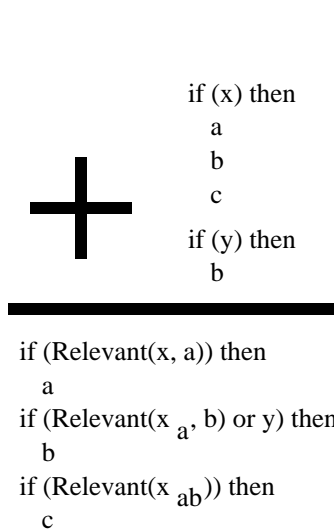 if (x) then
a
b
c
if (y) then
b
if (Relevant(x, a)) then
a
if (Relevant(x a, b) or y) then
b
if (Relevant(x ab)) then
c